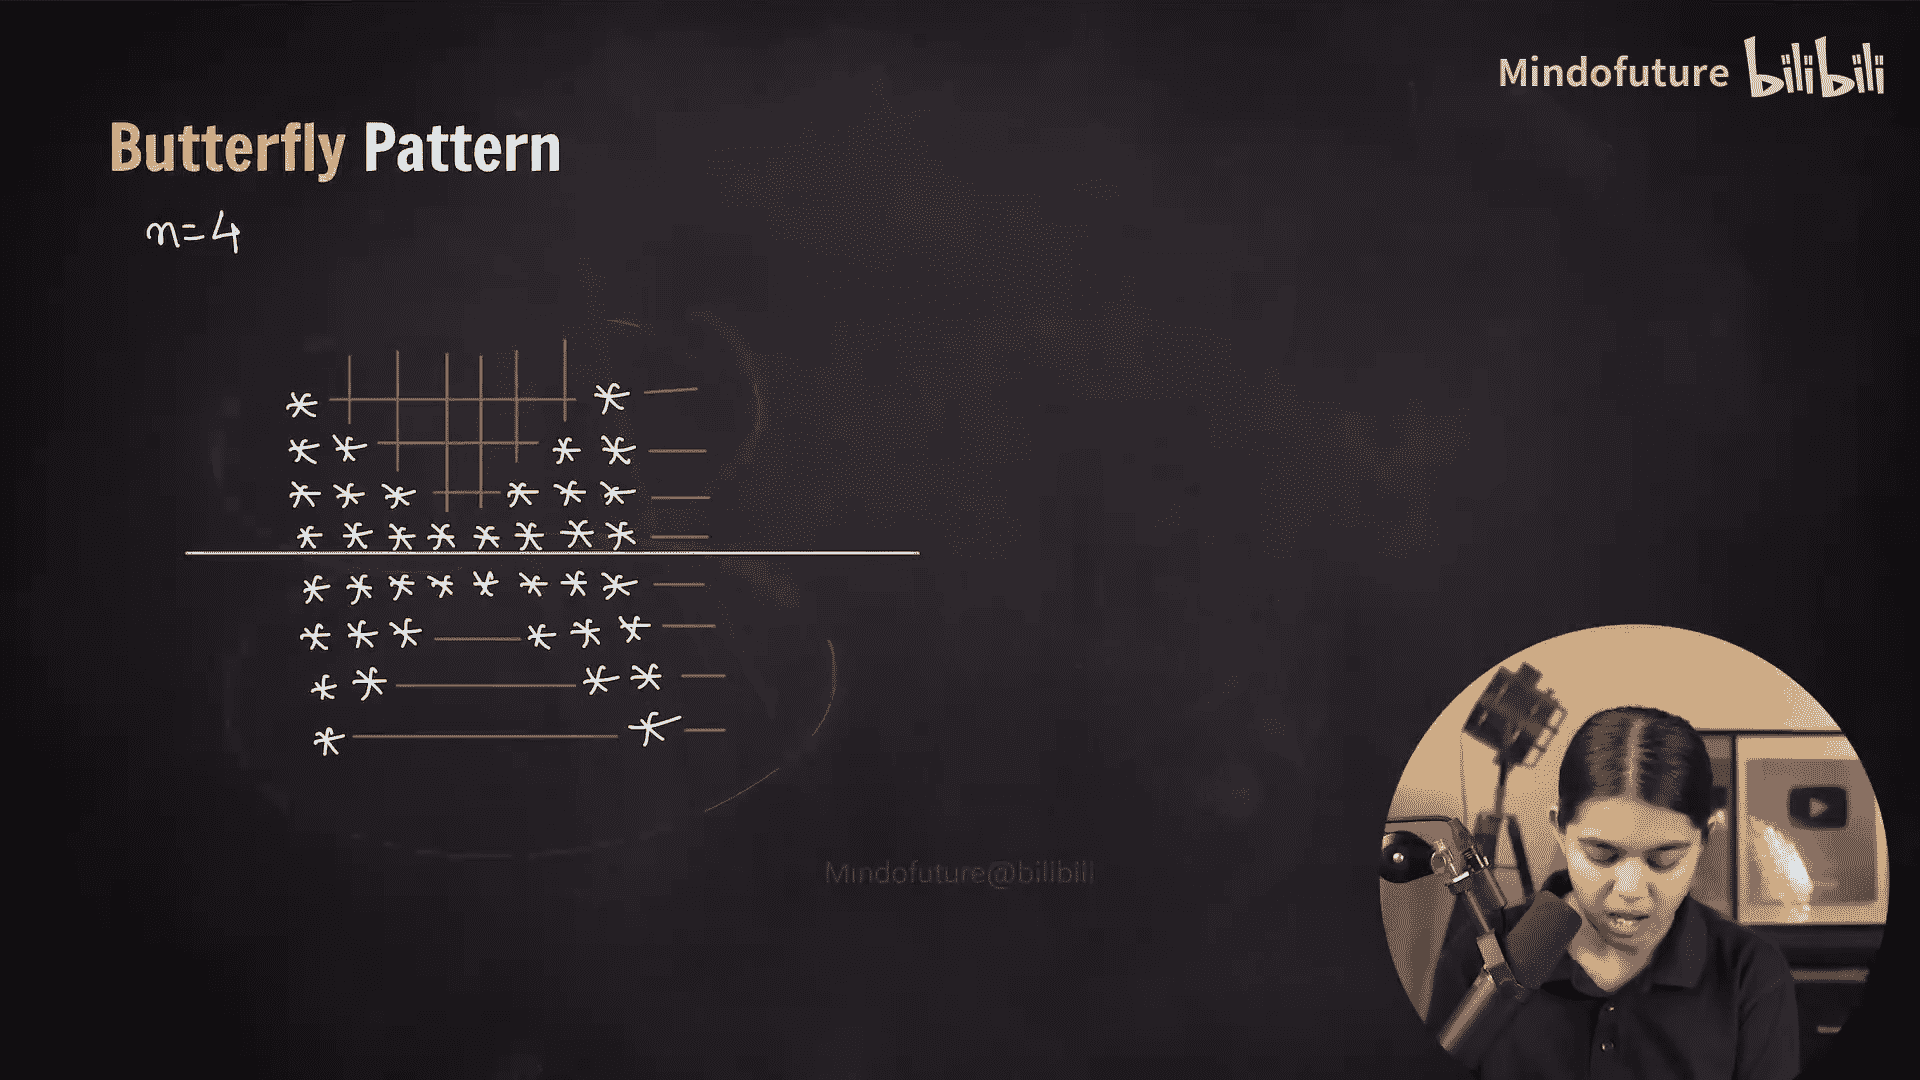 Mindofuture bilibili
Butterfly Pattern
n=4
* *
* * * *
* * * * * *
* * * * * * * *
* * * * * * * *
* * * * * *
* * * *
* *
Mindofuture@bilibili